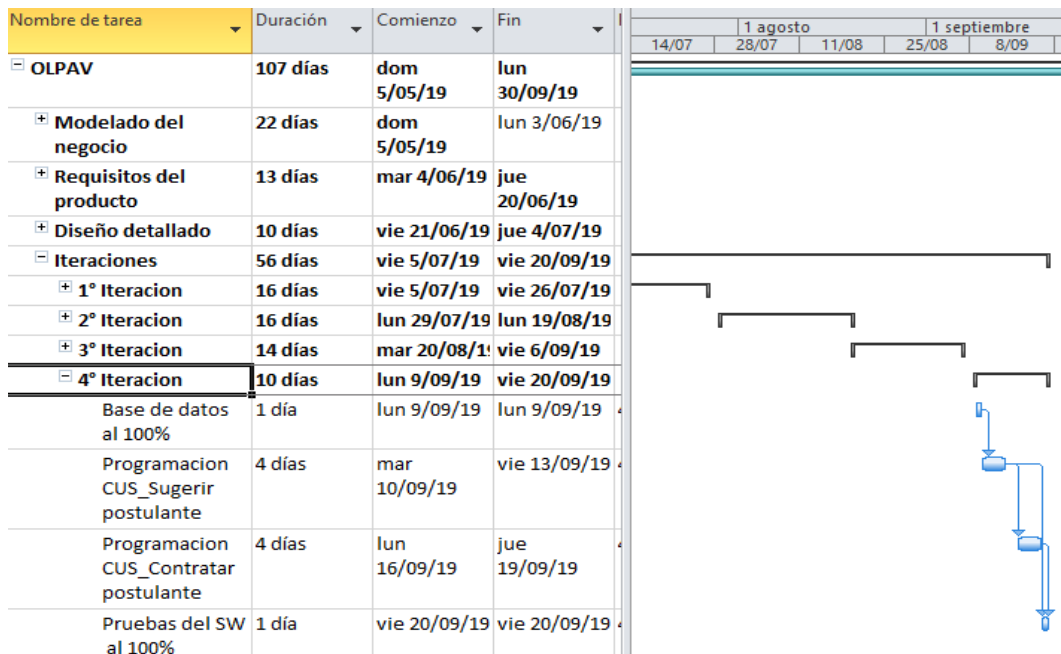 Nombre de tarea Duración Comienzo Fin
1 agosto 1 septiembre
14/07 28/07 11/08 25/08 8/09
OLPAV 107 días dom lun
5/05/19 30/09/19
Modelado del 22 días dom lun 3/06/19
negocio 5/05/19
Requisitos del 13 días mar 4/06/19 jue
producto 20/06/19
Diseño detallado 10 días vie 21/06/19 jue 4/07/19
Iteraciones 56 días vie 5/07/19 vie 20/09/19
1° Iteracion 16 días vie 5/07/19 vie 26/07/19
2° Iteracion 16 días lun 29/07/19 lun 19/08/19
3° Iteracion 14 días mar 20/08/1 vie 6/09/19
4° Iteracion 10 días lun 9/09/19 vie 20/09/19
Base de datos 1 día lun 9/09/19 lun 9/09/19
al 100%
Programacion 4 días mar vie 13/09/19
CUS_Sugerir 10/09/19
postulante
Programacion 4 días lun jue
CUS_Contratar 16/09/19 19/09/19
postulante
Pruebas del SW 1 día vie 20/09/19 vie 20/09/19
al 100%